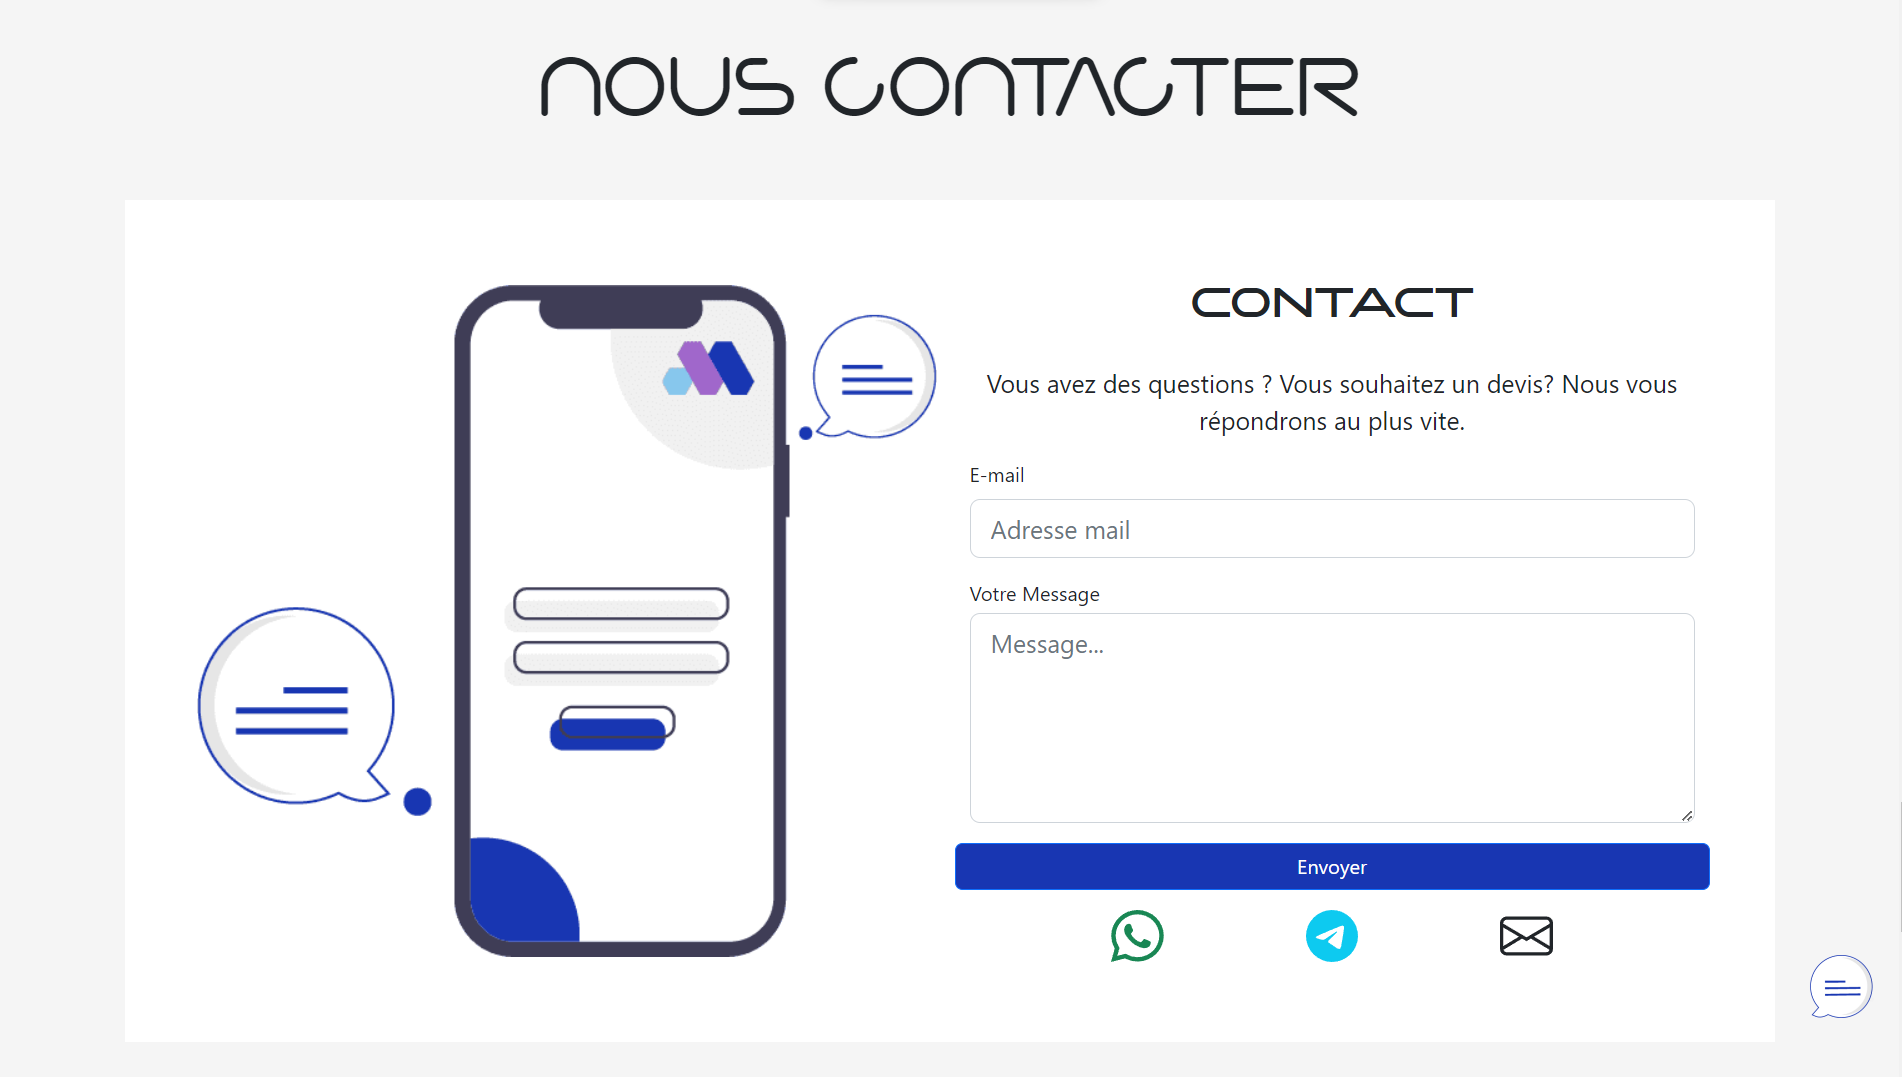 NOUS CONTACTER
CONTACT
Vous avez des questions ? Vous souhaitez un devis? Nous vous
répondrons au plus vite.
E-mail
Adresse mail
Votre Message
Message...
Envoyer